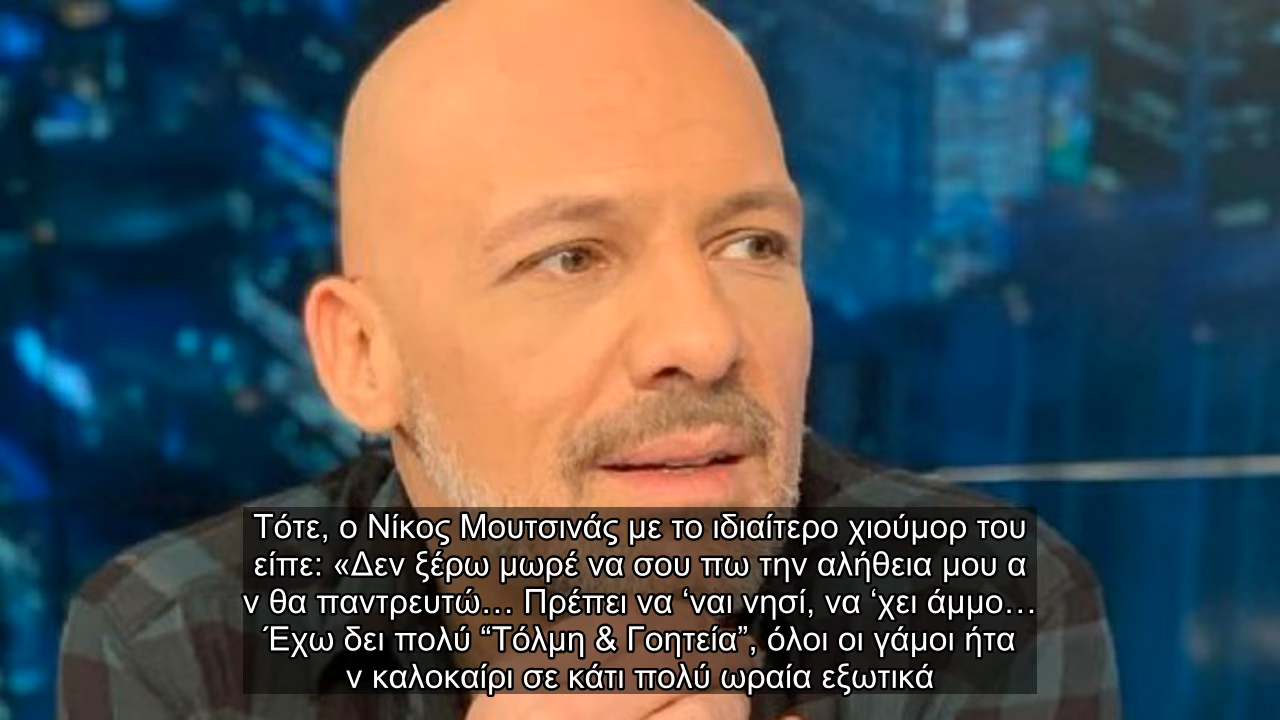 Τότε, ο Νίκος Μουτσινάς με το ιδιαίτερο χιούμορ του
είπε: «Δεν ξέρω μωρέ να σου πω την αλήθεια μου α
ν θα παντρευτώ… Πρέπει να ‘ναι νησί, να ‘χει άμμο…
Έχω δει πολύ “Τόλμη & Γοητεία”, όλοι οι γάμοι ήτα
ν καλοκαίρι σε κάτι πολύ ωραία εξωτικά